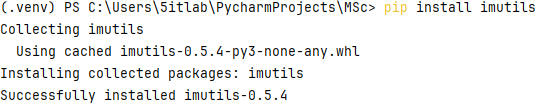 (.venv) PS C:\Users\5itlab\PycharmProjects\MSc> pip install imutils
Collecting imutils
  Using cached imutils-0.5.4-py3-none-any.whl
Installing collected packages: imutils
Successfully installed imutils-0.5.4